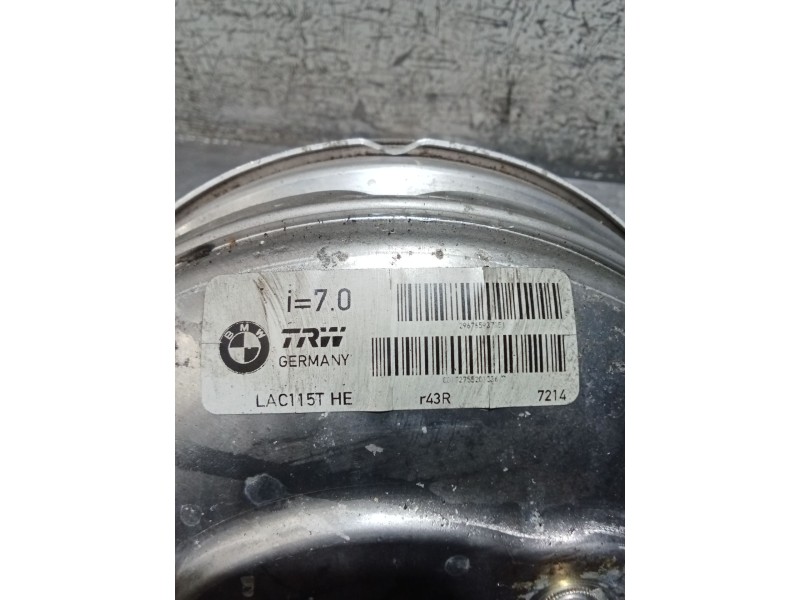 i=7.0
BMW
TRW
GERMANY
LAC115T HE r43R 7214